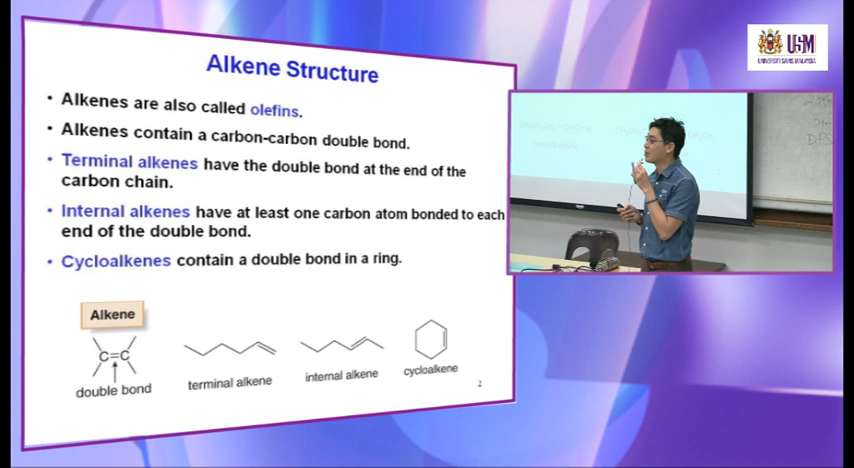 Alkene Structure
• Alkenes are also called olefins.
• Alkenes contain a carbon-carbon double bond.
• Terminal alkenes have the double bond at the end of the
carbon chain.
• Internal alkenes have at least one carbon atom bonded to each
end of the double bond.
• Cycloalkenes contain a double bond in a ring.
Alkene
C=C
double bond
terminal alkene
internal alkene
cycloalkene
2
USM
UNIVERSITI SAINS MALAYSIA